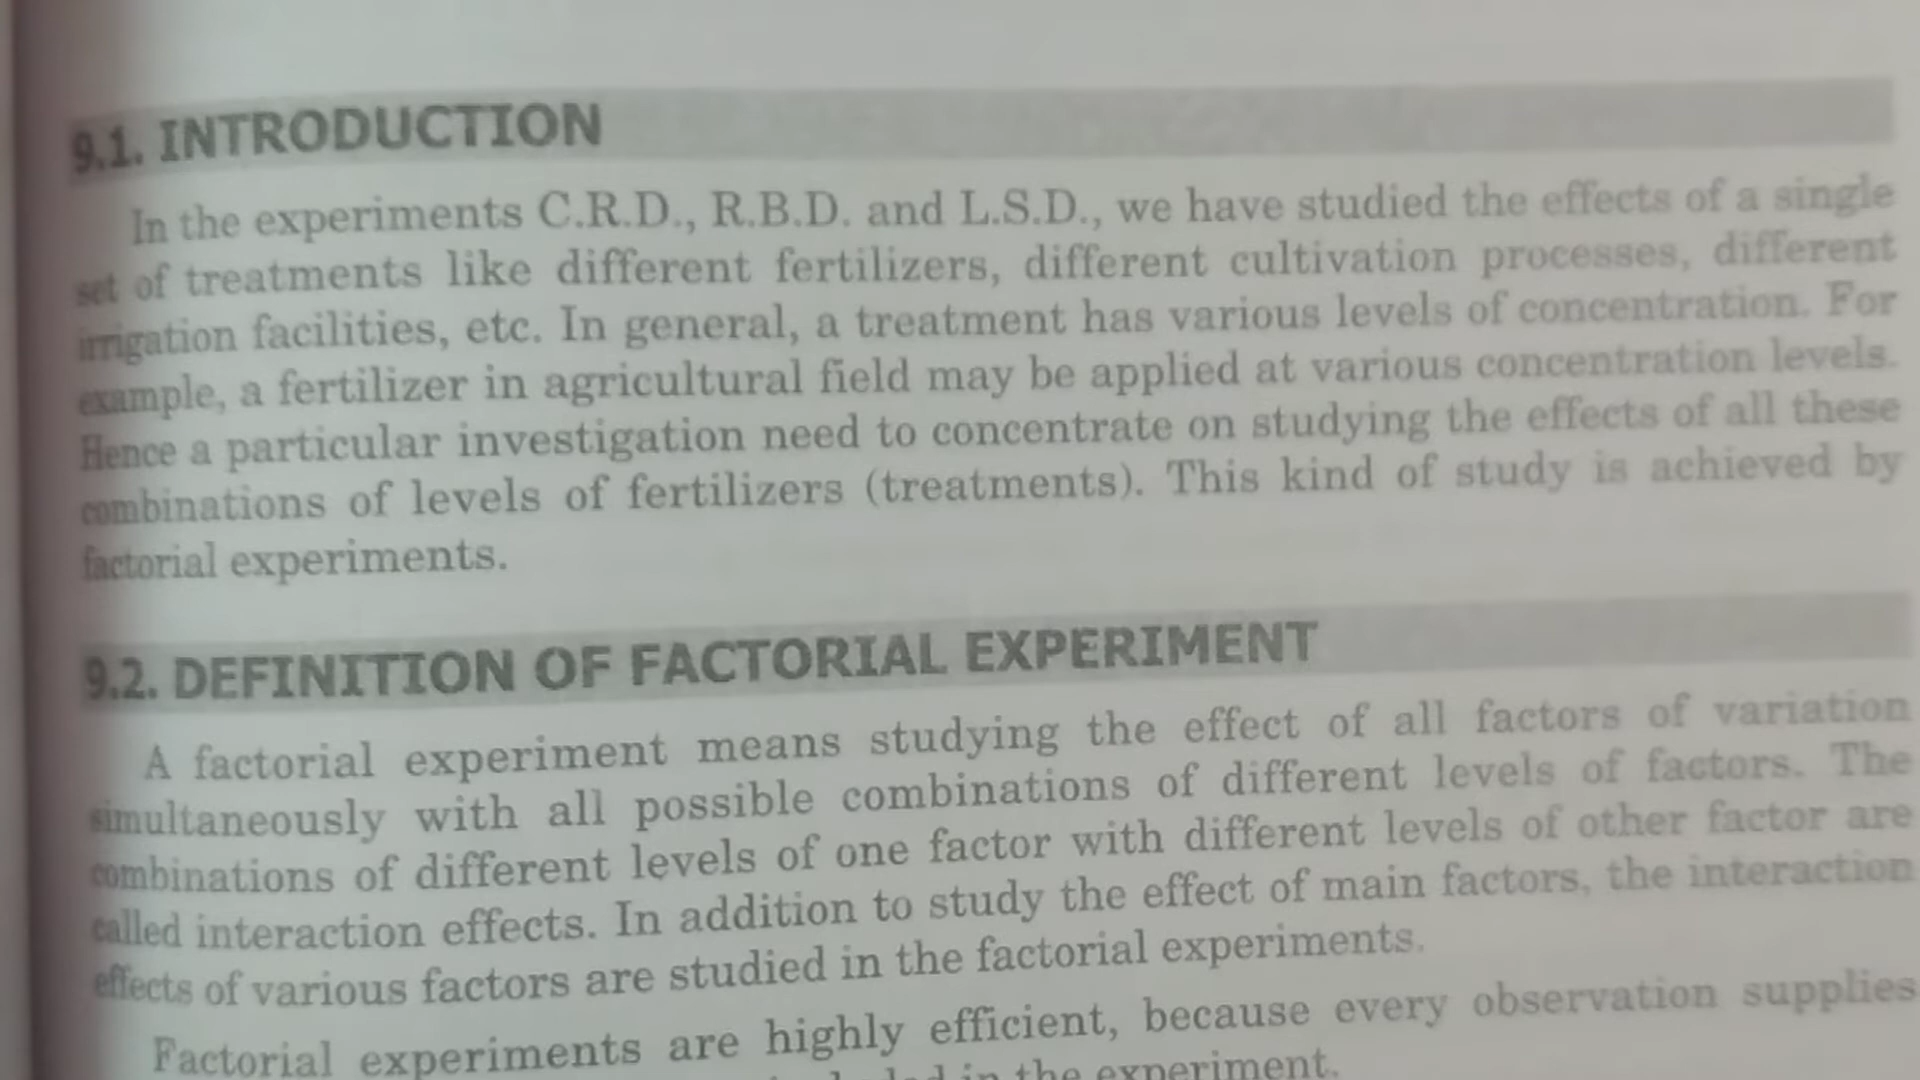 9.1. INTRODUCTION
In the experiments C.R.D., R.B.D. and L.S.D., we have studied the effects of a single
set of treatments like different fertilizers, different cultivation processes, different
irrigation facilities, etc. In general, a treatment has various levels of concentration. For
example, a fertilizer in agricultural field may be applied at various concentration levels.
Hence a particular investigation need to concentrate on studying the effects of all these
combinations of levels of fertilizers (treatments). This kind of study is achieved by
factorial experiments.
9.2. DEFINITION OF FACTORIAL EXPERIMENT
A factorial experiment means studying the effect of all factors of variation
simultaneously with all possible combinations of different levels of factors. The
combinations of different levels of one factor with different levels of other factor are
called interaction effects. In addition to study the effect of main factors, the interaction
effects of various factors are studied in the factorial experiments.
Factorial experiments are highly efficient, because every observation supplies
in the experiment.